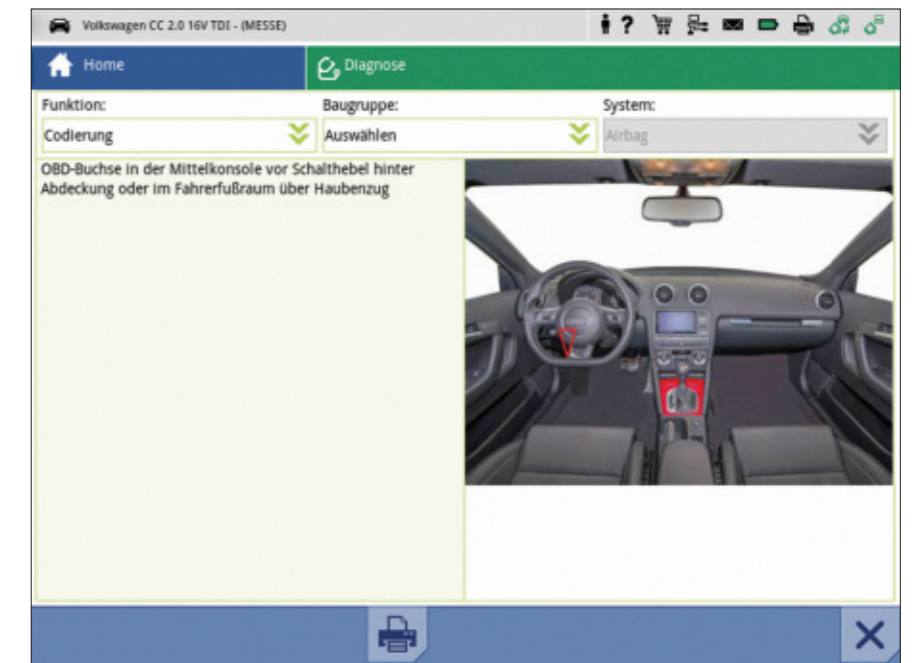 Volkswagen CC 2.0 16V TDI - (MESSE)
Home
Diagnose
Funktion:
Baugruppe:
System:
Codierung
Auswählen
Airbag
OBD-Buchse in der Mittelkonsole vor Schalthebel hinter
Abdeckung oder im Fahrerfußraum über Haubenzug